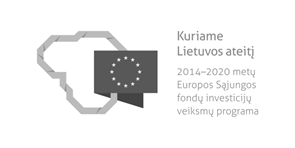 Kuriame
Lietuvos ateitį
2014–2020 metų
Europos Sąjungos
fondų investicijų
veiksmų programa